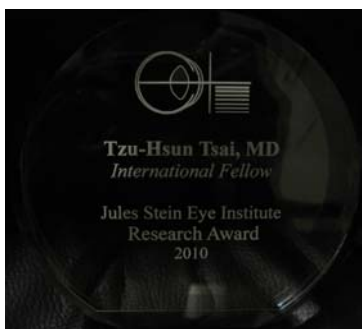 Tzu-Hsun Tsai, MD
International Fellow
Jules Stein Eye Institute
Research Award
2010